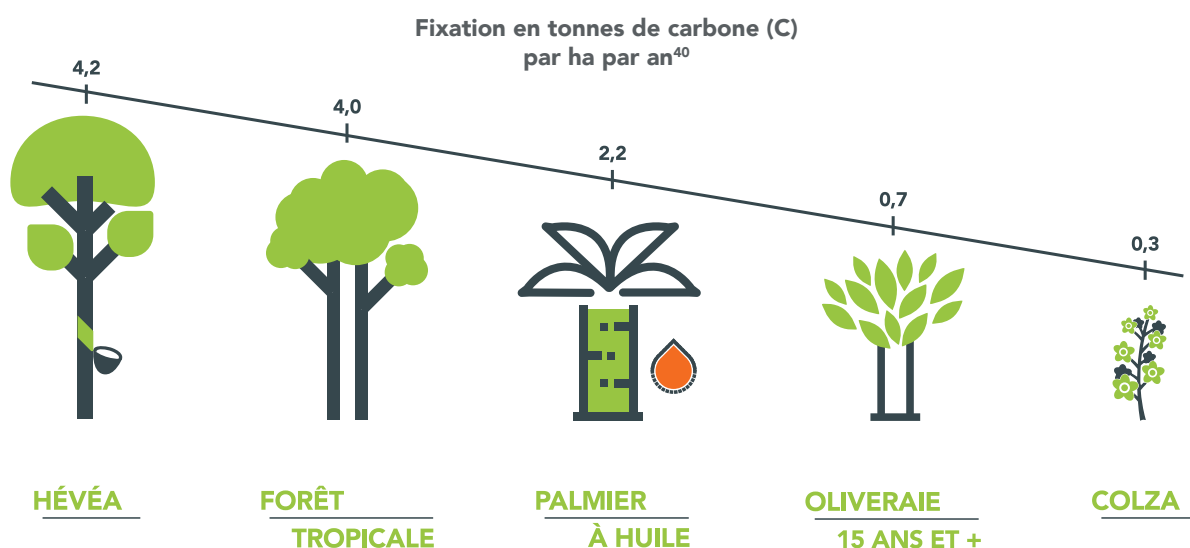 Fixation en tonnes de carbone (C)
par ha par an⁴⁰
4,2
4,0
2,2
0,7
0,3
HÉVÉA
FORÊT
TROPICALE
PALMIER
À HUILE
OLIVERAIE
15 ANS ET +
COLZA